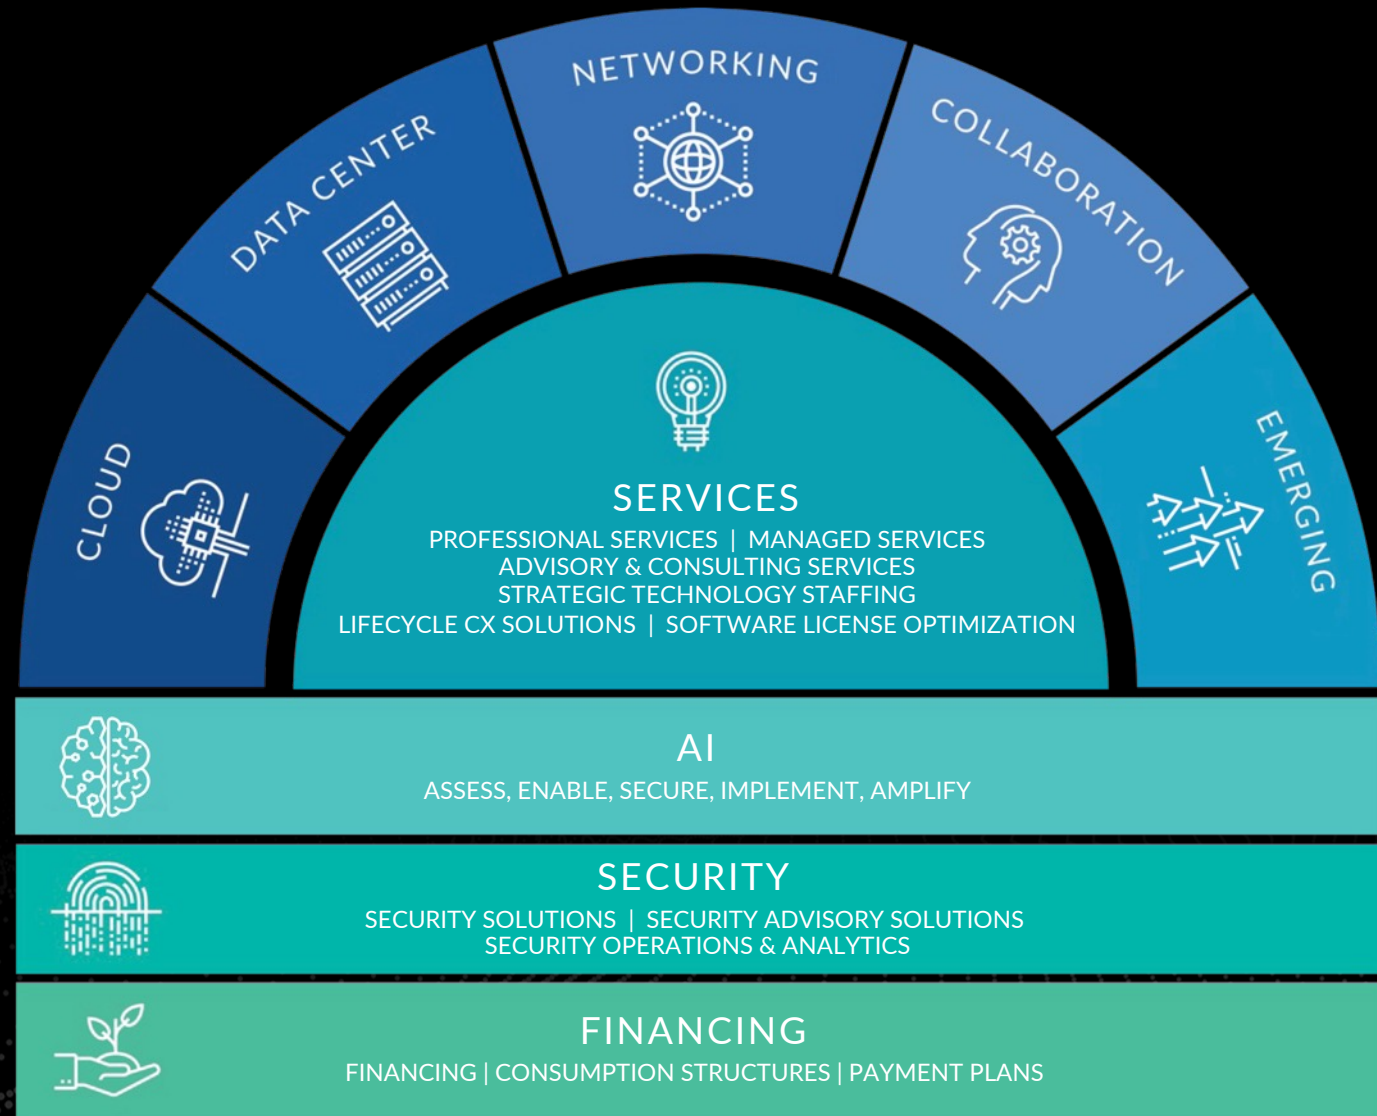 CLOUD
DATA CENTER
NETWORKING
COLLABORATION
EMERGING
SERVICES
PROFESSIONAL SERVICES | MANAGED SERVICES
ADVISORY & CONSULTING SERVICES
STRATEGIC TECHNOLOGY STAFFING
LIFECYCLE CX SOLUTIONS | SOFTWARE LICENSE OPTIMIZATION
AI
ASSESS, ENABLE, SECURE, IMPLEMENT, AMPLIFY
SECURITY
SECURITY SOLUTIONS | SECURITY ADVISORY SOLUTIONS
SECURITY OPERATIONS & ANALYTICS
FINANCING
FINANCING | CONSUMPTION STRUCTURES | PAYMENT PLANS